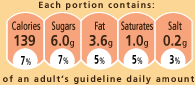 Each portion contains:
Calories Sugars Fat Saturates Salt
139 6.0g 3.6g 1.0g 0.2g
7% 7% 5% 5% 3%
of an adult's guideline daily amount